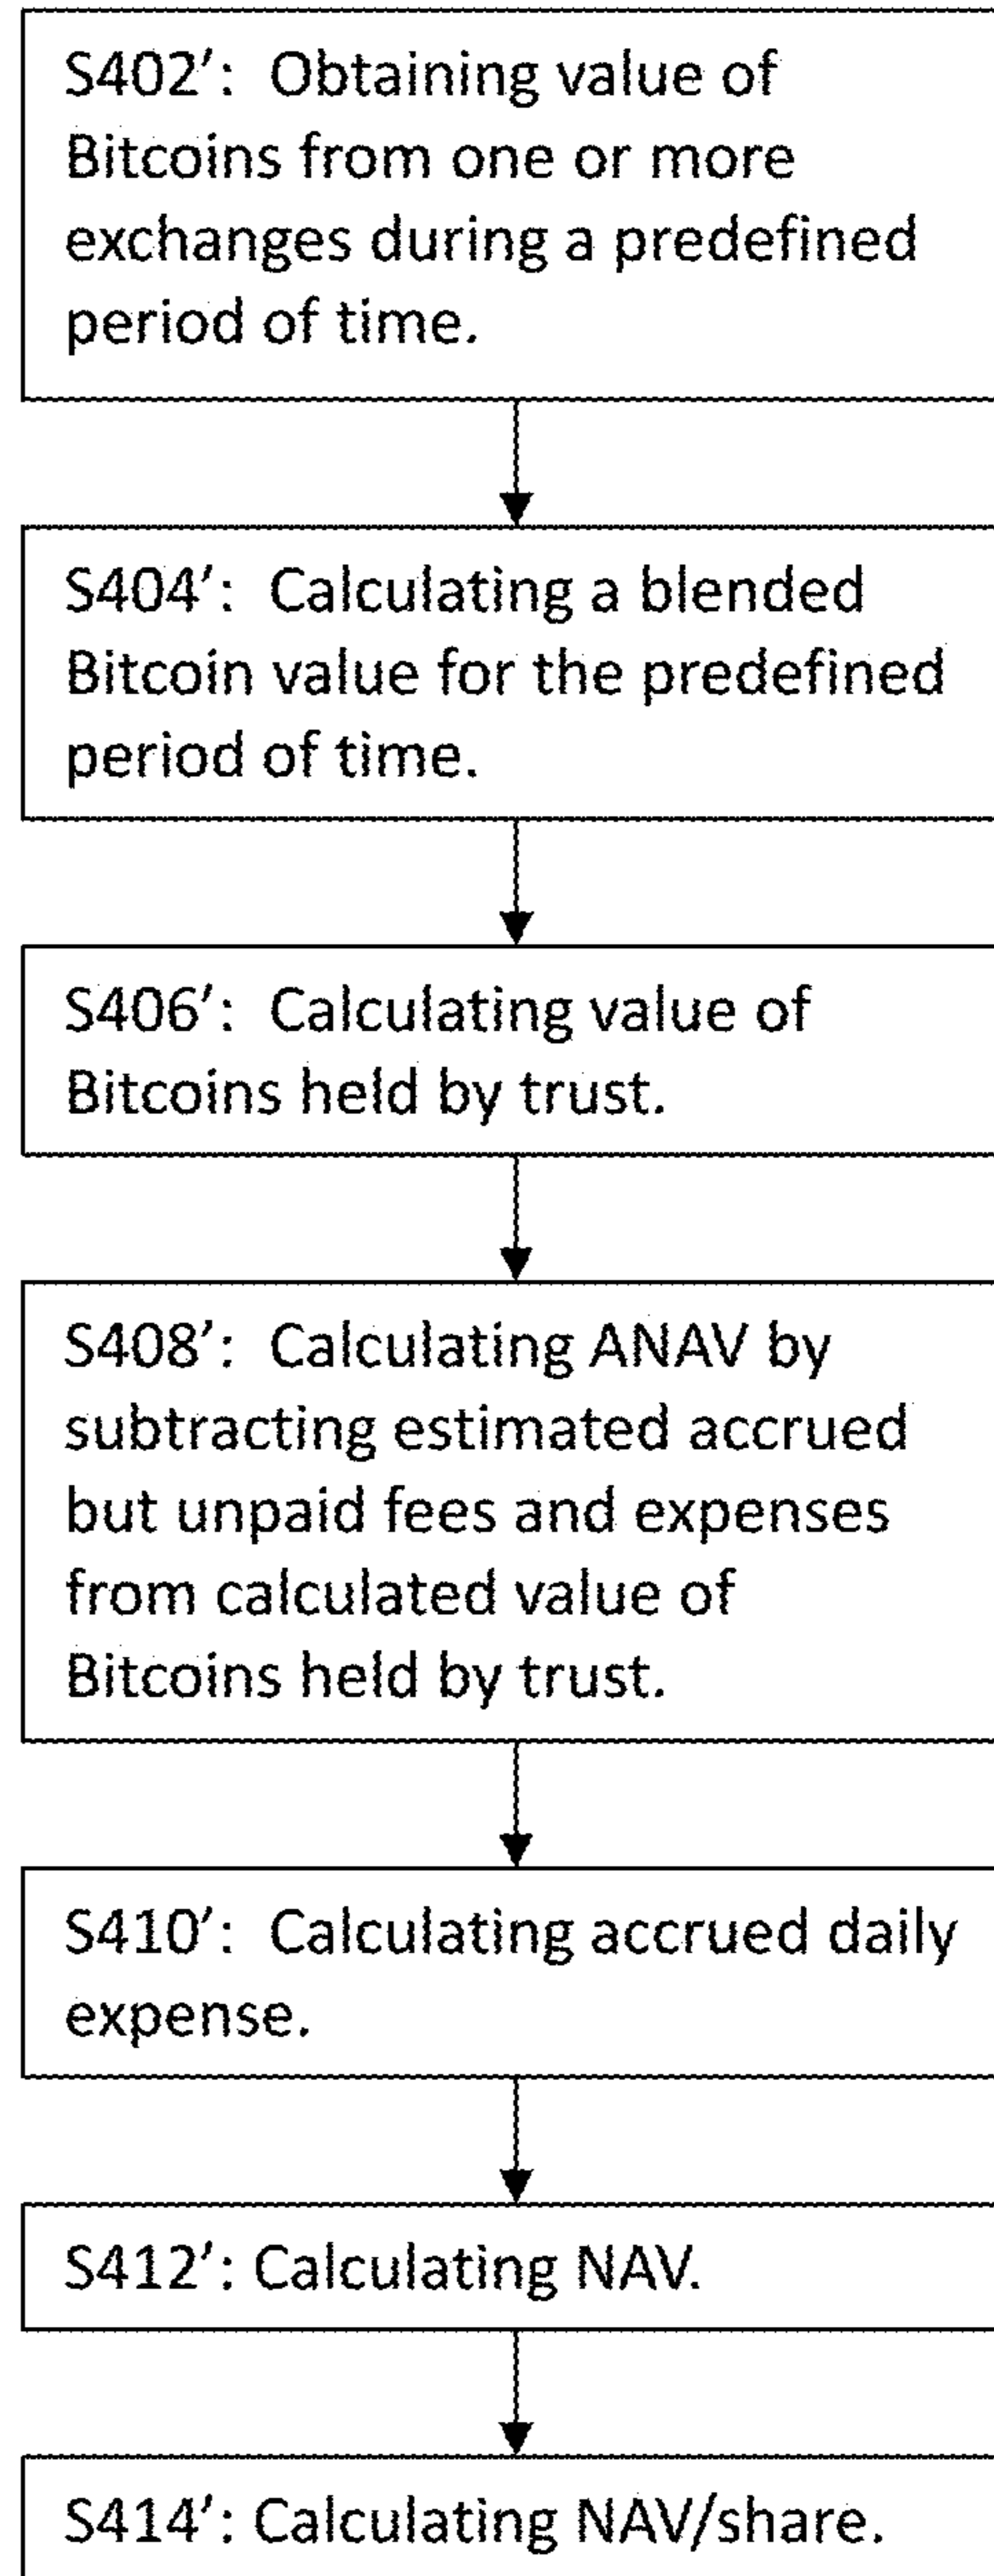 S402': Obtaining value of
Bitcoins from one or more
exchanges during a predefined
period of time.
S404': Calculating a blended
Bitcoin value for the predefined
period of time.
S406': Calculating value of
Bitcoins held by trust.
S408': Calculating ANAV by
subtracting estimated accrued
but unpaid fees and expenses
from calculated value of
Bitcoins held by trust.
S410': Calculating accrued daily
expense.
S412': Calculating NAV.
S414': Calculating NAV/share.